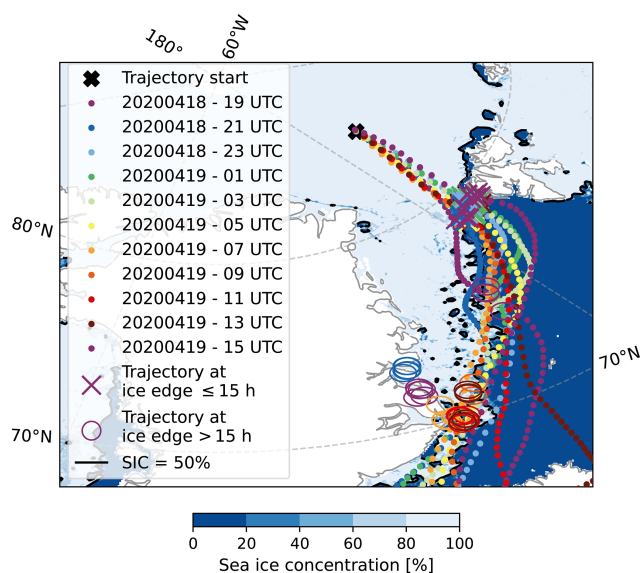 180°
60°W
Trajectory start
20200418 - 19 UTC
20200418 - 21 UTC
20200418 - 23 UTC
20200419 - 01 UTC
20200419 - 03 UTC
20200419 - 05 UTC
20200419 - 07 UTC
20200419 - 09 UTC
20200419 - 11 UTC
20200419 - 13 UTC
20200419 - 15 UTC
Trajectory at
ice edge ≤ 15 h
Trajectory at
ice edge > 15 h
SIC = 50%
80°N
70°N
70°N
0 20 40 60 80 100
Sea ice concentration [%]